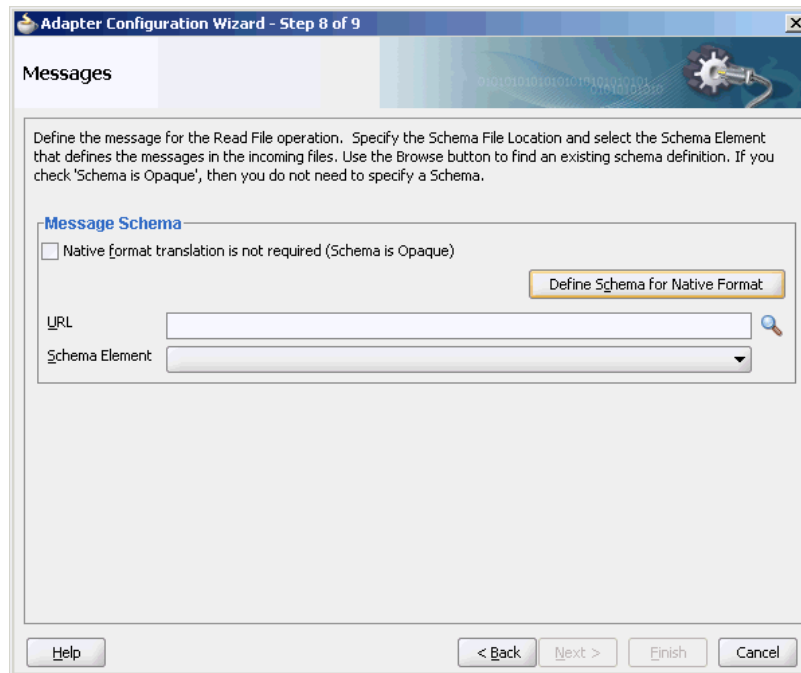 Adapter Configuration Wizard - Step 8 of 9
Messages
Define the message for the Read File operation.  Specify the Schema File Location and select the Schema Element
that defines the messages in the incoming files. Use the Browse button to find an existing schema definition. If you
check 'Schema is Opaque', then you do not need to specify a Schema.
Message Schema
Native format translation is not required (Schema is Opaque)
Define Schema for Native Format
URL
Schema Element
Help
< Back
Next >
Finish
Cancel